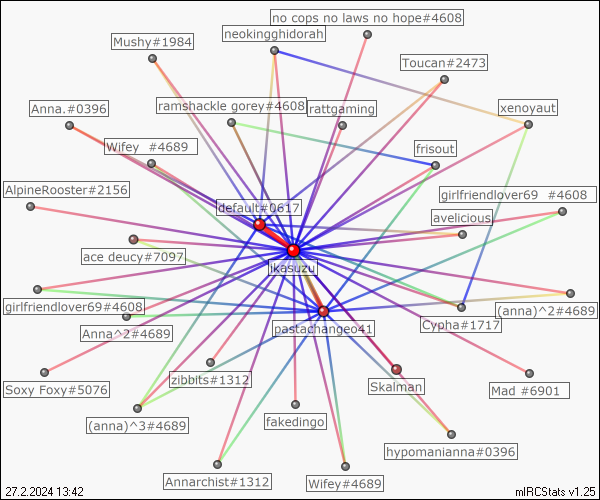 no cops no laws no hope#4608
neokingghidorah
Mushy#1984
Toucan#2473
Anna.#0396
ramshackle gorey#4608
rattgaming
xenoyaut
Wifey #4689
frisout
AlpineRooster#2156
girlfriendlover69 #4608
default#0617
avelicious
ace deucy#7097
ikasuzu
girlfriendlover69#4608
(anna)^2#4689
Anna^2#4689
pastachangeo41
Cypha#1717
zibbits#1312
Skalman
Soxy Foxy#5076
Mad #6901
(anna)^3#4689
fakedingo
hypomanianna#0396
Annarchist#1312
Wifey#4689
27.2.2024 13:42
mIRCStats v1.25